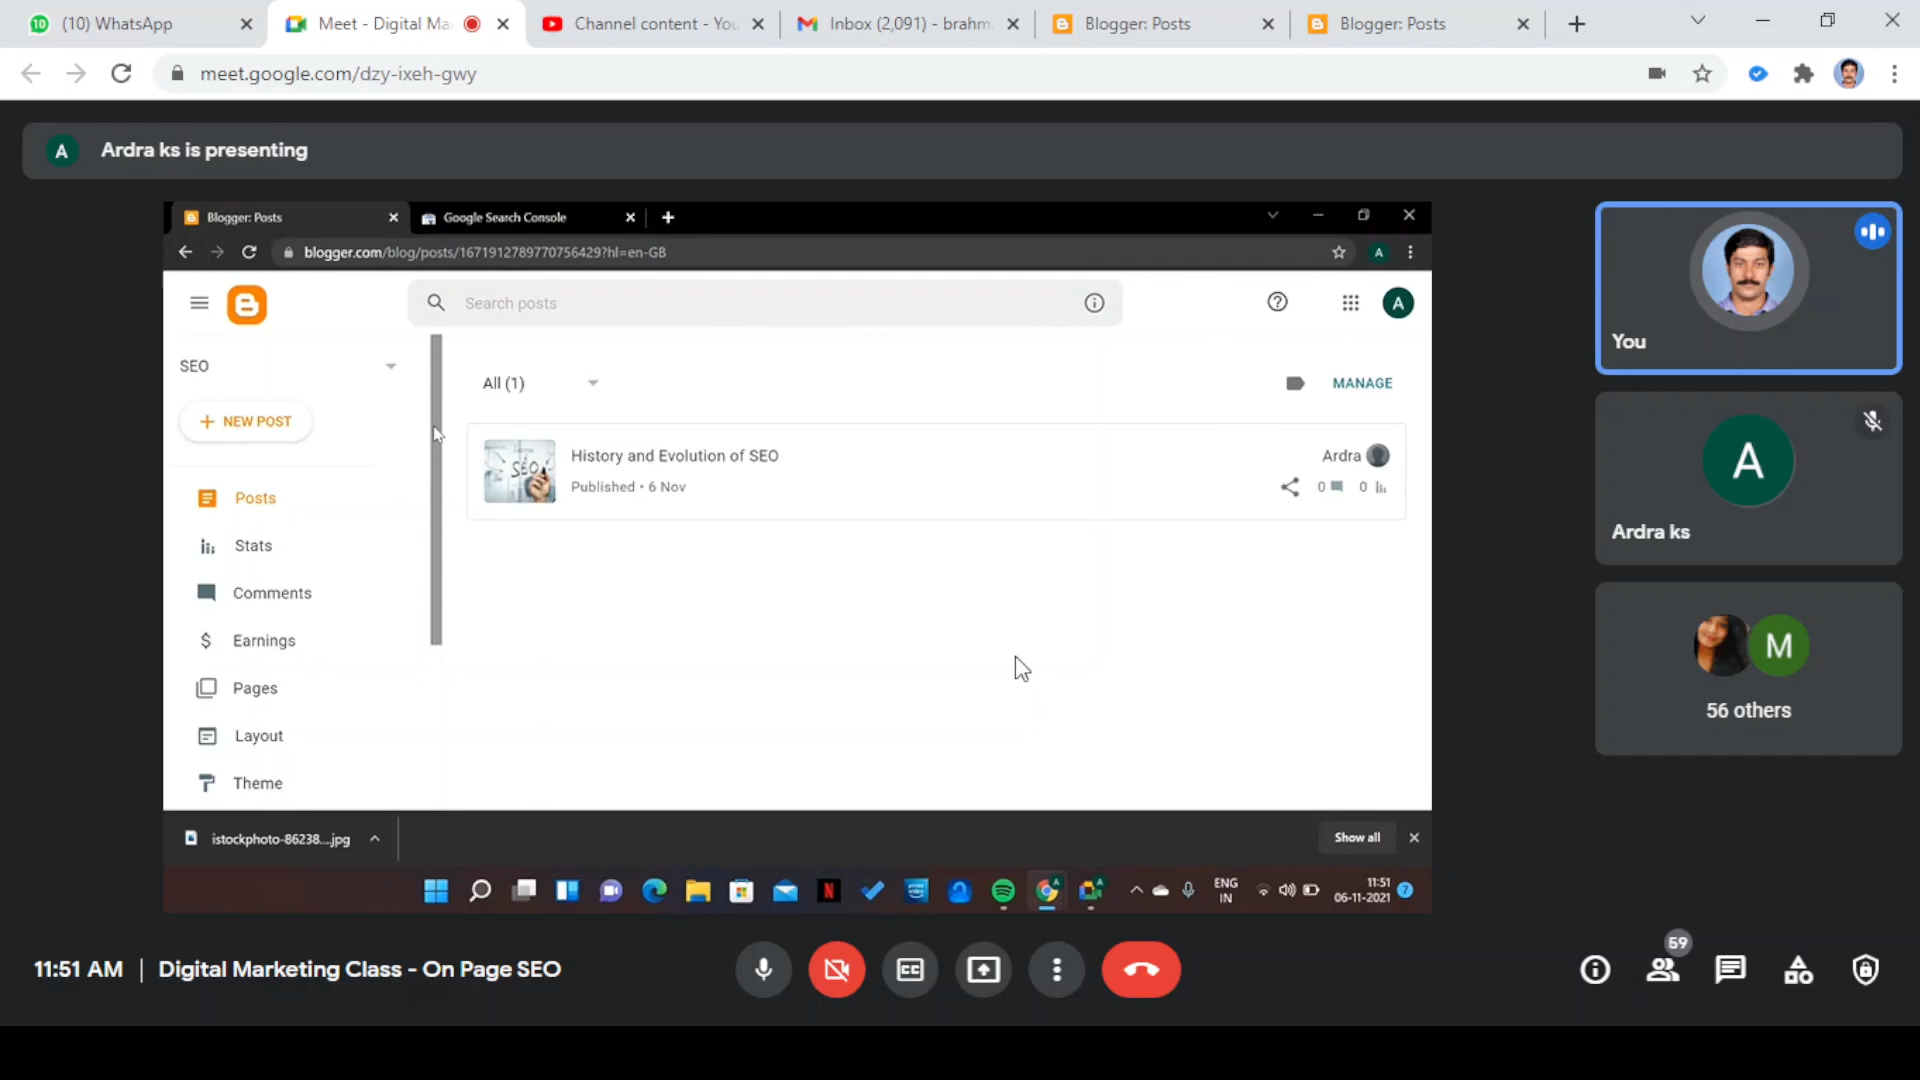 10 (10) WhatsApp
Meet - Digital Ma
Channel content - You
Inbox (2,091) - brahm
Blogger: Posts
Blogger: Posts
meet.google.com/dzy-ixeh-gwy
A Ardra ks is presenting
Blogger: Posts
Google Search Console
blogger.com/blog/posts/1671912789770756429?hl=en-GB
A
Search posts
A
SEO
All (1)
MANAGE
+ NEW POST
SEO
History and Evolution of SEO
Published • 6 Nov
Ardra
0 0
Posts
Stats
Comments
$ Earnings
Pages
Layout
Theme
istockphoto-86238....jpg
Show all
ENG
IN
11:51
06-11-2021
You
A
Ardra ks
M
56 others
11:51 AM | Digital Marketing Class - On Page SEO
CC
59